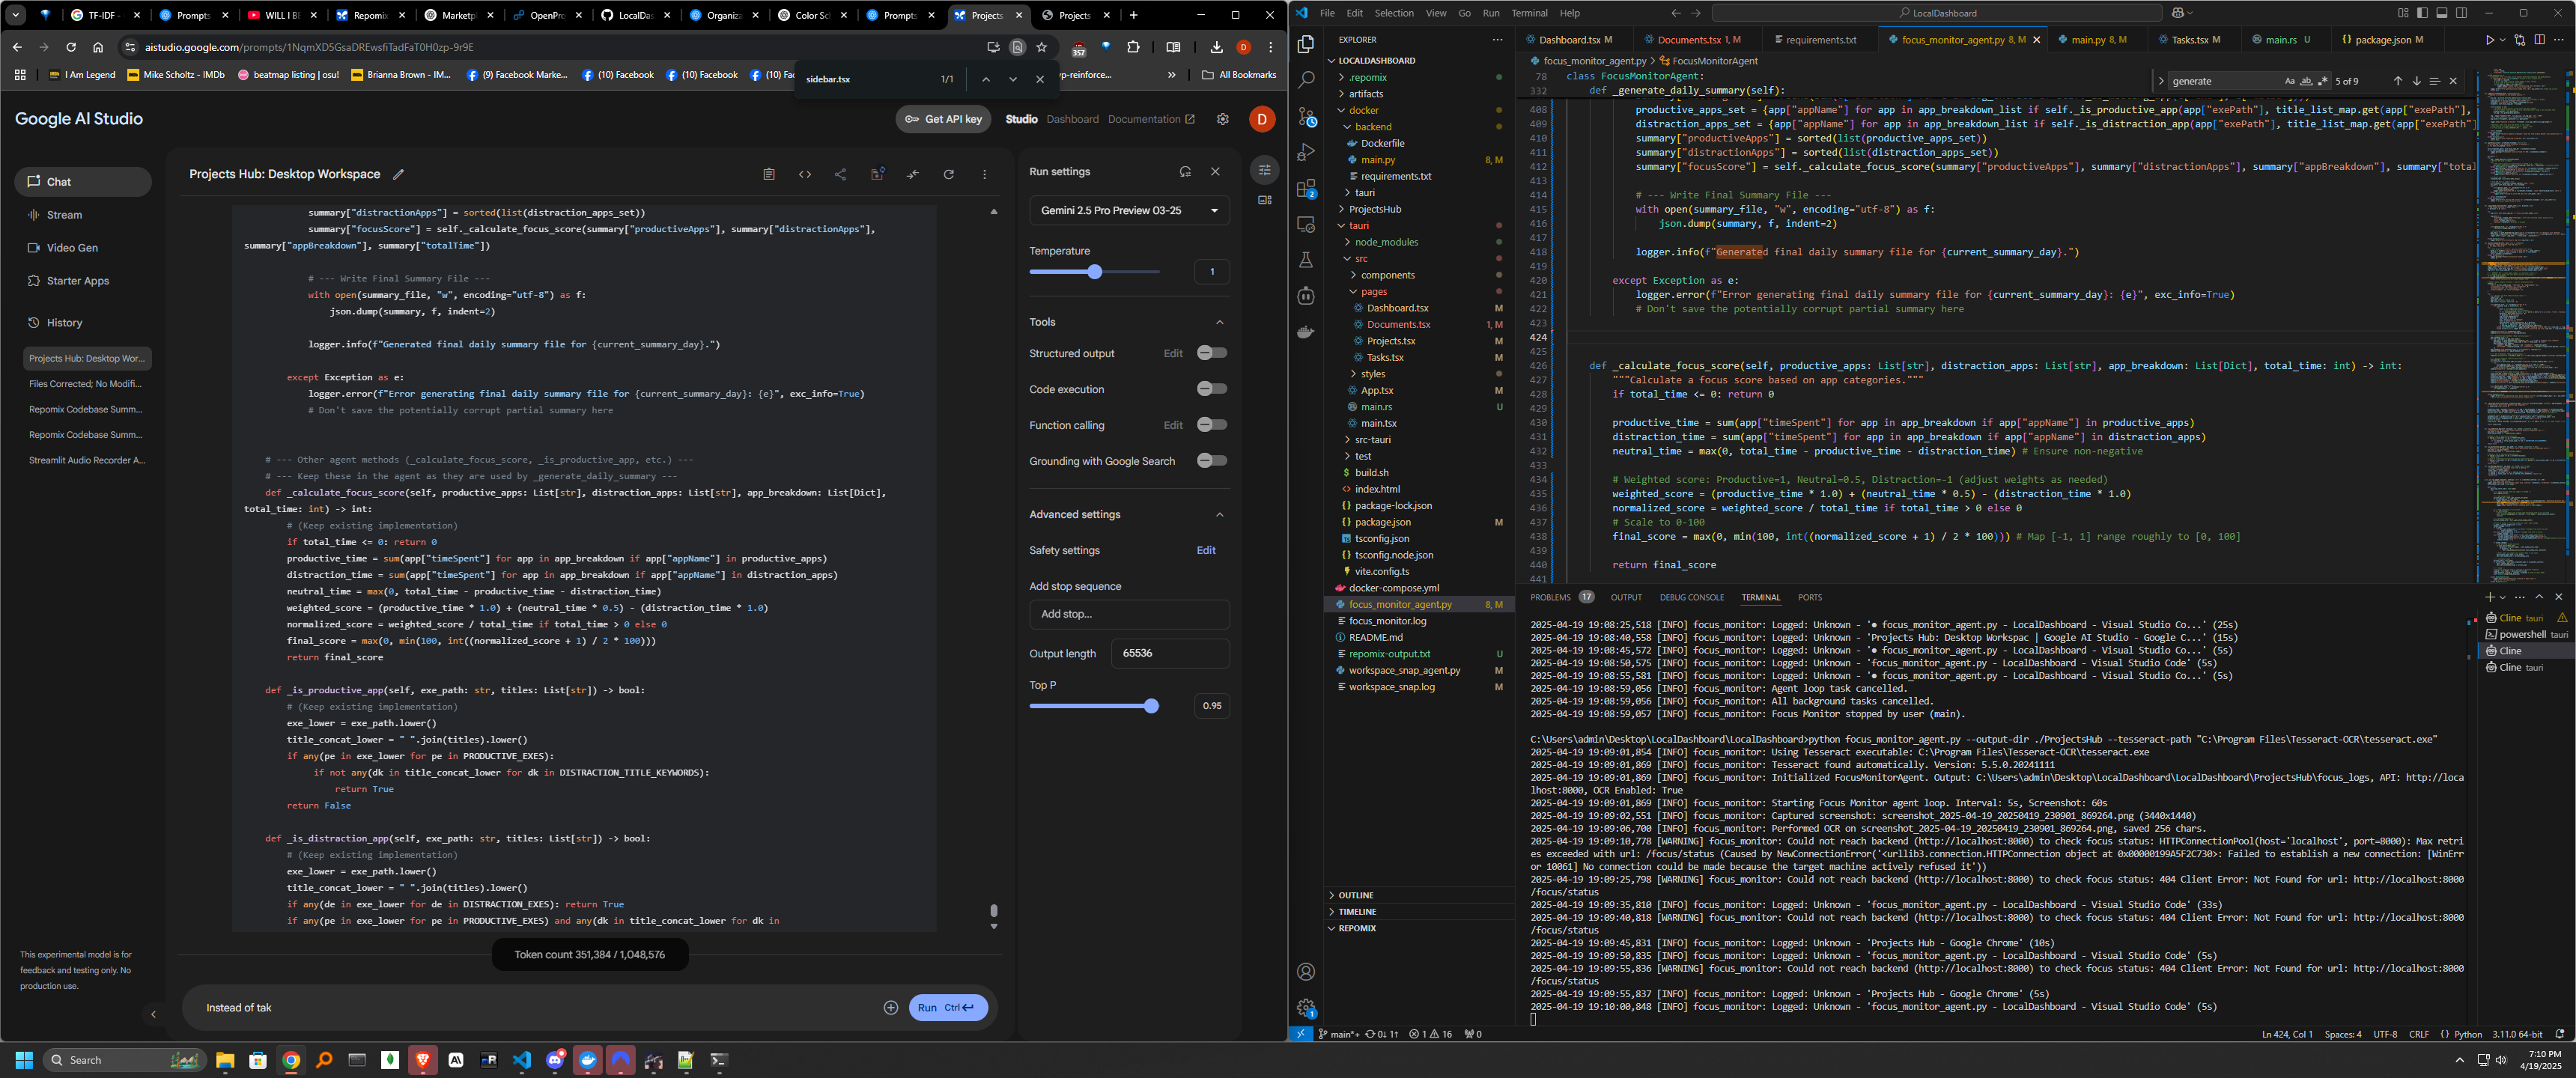 TF-IDF -
Prompts
WILL I BE
Repomix
Marketpl
OpenPro
LocalDas
Organiza
Color Sc
Prompts
Projects
Projects
aistudio.google.com/prompts/1NqmXD5GsaDREwsfiTadFaT0H0zp-9r9E
I Am Legend
Mike Scholtz - IMDb
beatmap listing | osu!
Brianna Brown - IM...
(9) Facebook Marke...
(10) Facebook
(10) Facebook
(10) Fac
yp-reinforce...
All Bookmarks
sidebar.tsx
1/1
Google AI Studio
Get API key
Studio
Dashboard
Documentation
D
Chat
Stream
Video Gen
Starter Apps
History
Projects Hub: Desktop Wor...
Files Corrected; No Modifi...
Repomix Codebase Summ...
Repomix Codebase Summ...
Streamlit Audio Recorder A...
This experimental model is for
feedback and testing only. No
production use.
Projects Hub: Desktop Workspace
summary["distractionApps"] = sorted(list(distraction_apps_set))
summary["focusScore"] = self._calculate_focus_score(summary["productiveApps"], summary["distractionApps"],
summary["appBreakdown"], summary["totalTime"])
# --- Write Final Summary File ---
with open(summary_file, "w", encoding="utf-8") as f:
json.dump(summary, f, indent=2)
logger.info(f"Generated final daily summary file for {current_summary_day}.")
except Exception as e:
logger.error(f"Error generating final daily summary file for {current_summary_day}: {e}", exc_info=True)
# Don't save the potentially corrupt partial summary here
# --- Other agent methods (_calculate_focus_score, _is_productive_app, etc.) ---
# --- Keep these in the agent as they are used by _generate_daily_summary ---
def _calculate_focus_score(self, productive_apps: List[str], distraction_apps: List[str], app_breakdown: List[Dict],
total_time: int) -> int:
# (Keep existing implementation)
if total_time <= 0: return 0
productive_time = sum(app["timeSpent"] for app in app_breakdown if app["appName"] in productive_apps)
distraction_time = sum(app["timeSpent"] for app in app_breakdown if app["appName"] in distraction_apps)
neutral_time = max(0, total_time - productive_time - distraction_time)
weighted_score = (productive_time * 1.0) + (neutral_time * 0.5) - (distraction_time * 1.0)
normalized_score = weighted_score / total_time if total_time > 0 else 0
final_score = max(0, min(100, int((normalized_score + 1) / 2 * 100)))
return final_score
def _is_productive_app(self, exe_path: str, titles: List[str]) -> bool:
# (Keep existing implementation)
exe_lower = exe_path.lower()
title_concat_lower = " ".join(titles).lower()
if any(pe in exe_lower for pe in PRODUCTIVE_EXES):
if not any(dk in title_concat_lower for dk in DISTRACTION_TITLE_KEYWORDS):
return True
return False
def _is_distraction_app(self, exe_path: str, titles: List[str]) -> bool:
# (Keep existing implementation)
exe_lower = exe_path.lower()
title_concat_lower = " ".join(titles).lower()
if any(de in exe_lower for de in DISTRACTION_EXES): return True
if any(pe in exe_lower for pe in PRODUCTIVE_EXES) and any(dk in title_concat_lower for dk in
Token count 351,384 / 1,048,576
Instead of tak
Run Ctrl
Run settings
Gemini 2.5 Pro Preview 03-25
Temperature
1
Tools
Structured output Edit
Code execution
Function calling Edit
Grounding with Google Search
Advanced settings
Safety settings Edit
Add stop sequence
Add stop...
Output length 65536
Top P
0.95
File Edit Selection View Go Run Terminal Help
LocalDashboard
EXPLORER
LOCALDASHBOARD
.repomix
artifacts
docker
backend
Dockerfile
main.py 8, M
requirements.txt
tauri
ProjectsHub
tauri
node_modules
src
components
pages
Dashboard.tsx M
Documents.tsx 1, M
Projects.tsx M
Tasks.tsx M
styles
App.tsx M
main.rs U
main.tsx
src-tauri
test
build.sh
index.html
package-lock.json
package.json M
tsconfig.json
tsconfig.node.json
vite.config.ts
docker-compose.yml
focus_monitor_agent.py 8, M
focus_monitor.log
README.md
repomix-output.txt U
workspace_snap_agent.py M
workspace_snap.log M
OUTLINE
TIMELINE
REPOMIX
Dashboard.tsx M
Documents.tsx 1, M
requirements.txt
focus_monitor_agent.py 8, M
main.py 8, M
Tasks.tsx M
main.rs U
package.json M
focus_monitor_agent.py > FocusMonitorAgent
generate
5 of 9
78 class FocusMonitorAgent:
332 def _generate_daily_summary(self):
408 productive_apps_set = {app["appName"] for app in app_breakdown_list if self._is_productive_app(app["exePath"], title_list_map.get(app["exePath"],
409 distraction_apps_set = {app["appName"] for app in app_breakdown_list if self._is_distraction_app(app["exePath"], title_list_map.get(app["exePath"]
410 summary["productiveApps"] = sorted(list(productive_apps_set))
411 summary["distractionApps"] = sorted(list(distraction_apps_set))
412 summary["focusScore"] = self._calculate_focus_score(summary["productiveApps"], summary["distractionApps"], summary["appBreakdown"], summary["total
413
414 # --- Write Final Summary File ---
415 with open(summary_file, "w", encoding="utf-8") as f:
416 json.dump(summary, f, indent=2)
417
418 logger.info(f"Generated final daily summary file for {current_summary_day}.")
419
420 except Exception as e:
421 logger.error(f"Error generating final daily summary file for {current_summary_day}: {e}", exc_info=True)
422 # Don't save the potentially corrupt partial summary here
423
424
425
426 def _calculate_focus_score(self, productive_apps: List[str], distraction_apps: List[str], app_breakdown: List[Dict], total_time: int) -> int:
427 """Calculate a focus score based on app categories."""
428 if total_time <= 0: return 0
429
430 productive_time = sum(app["timeSpent"] for app in app_breakdown if app["appName"] in productive_apps)
431 distraction_time = sum(app["timeSpent"] for app in app_breakdown if app["appName"] in distraction_apps)
432 neutral_time = max(0, total_time - productive_time - distraction_time) # Ensure non-negative
433
434 # Weighted score: Productive=1, Neutral=0.5, Distraction=-1 (adjust weights as needed)
435 weighted_score = (productive_time * 1.0) + (neutral_time * 0.5) - (distraction_time * 1.0)
436 normalized_score = weighted_score / total_time if total_time > 0 else 0
437 # Scale to 0-100
438 final_score = max(0, min(100, int((normalized_score + 1) / 2 * 100))) # Map [-1, 1] range roughly to [0, 100]
439
440 return final_score
441
PROBLEMS 17 OUTPUT DEBUG CONSOLE TERMINAL PORTS
2025-04-19 19:08:25,518 [INFO] focus_monitor: Logged: Unknown - '● focus_monitor_agent.py - LocalDashboard - Visual Studio Co...' (25s)
2025-04-19 19:08:40,558 [INFO] focus_monitor: Logged: Unknown - 'Projects Hub: Desktop Workspac | Google AI Studio - Google C...' (15s)
2025-04-19 19:08:45,572 [INFO] focus_monitor: Logged: Unknown - '● focus_monitor_agent.py - LocalDashboard - Visual Studio Co...' (5s)
2025-04-19 19:08:50,575 [INFO] focus_monitor: Logged: Unknown - 'focus_monitor_agent.py - LocalDashboard - Visual Studio Code' (5s)
2025-04-19 19:08:55,581 [INFO] focus_monitor: Logged: Unknown - '● focus_monitor_agent.py - LocalDashboard - Visual Studio Co...' (5s)
2025-04-19 19:08:59,056 [INFO] focus_monitor: Agent loop task cancelled.
2025-04-19 19:08:59,056 [INFO] focus_monitor: All background tasks cancelled.
2025-04-19 19:08:59,057 [INFO] focus_monitor: Focus Monitor stopped by user (main).
C:\Users\admin\Desktop\LocalDashboard\LocalDashboard>python focus_monitor_agent.py --output-dir ./ProjectsHub --tesseract-path "C:\Program Files\Tesseract-OCR\tesseract.exe"
2025-04-19 19:09:01,854 [INFO] focus_monitor: Using Tesseract executable: C:\Program Files\Tesseract-OCR\tesseract.exe
2025-04-19 19:09:01,869 [INFO] focus_monitor: Tesseract found automatically. Version: 5.5.0.20241111
2025-04-19 19:09:01,869 [INFO] focus_monitor: Initialized FocusMonitorAgent. Output: C:\Users\admin\Desktop\LocalDashboard\LocalDashboard\ProjectsHub\focus_logs, API: http://loca
lhost:8000, OCR Enabled: True
2025-04-19 19:09:01,869 [INFO] focus_monitor: Starting Focus Monitor agent loop. Interval: 5s, Screenshot: 60s
2025-04-19 19:09:02,551 [INFO] focus_monitor: Captured screenshot: screenshot_2025-04-19_20250419_230901_869264.png (3440x1440)
2025-04-19 19:09:06,700 [INFO] focus_monitor: Performed OCR on screenshot_2025-04-19_20250419_230901_869264.png, saved 256 chars.
2025-04-19 19:09:10,778 [WARNING] focus_monitor: Could not reach backend (http://localhost:8000) to check focus status: HTTPConnectionPool(host='localhost', port=8000): Max retri
es exceeded with url: /focus/status (Caused by NewConnectionError('<urllib3.connection.HTTPConnection object at 0x00000199A5F2C730>: Failed to establish a new connection: [WinErr
or 10061] No connection could be made because the target machine actively refused it'))
2025-04-19 19:09:25,798 [WARNING] focus_monitor: Could not reach backend (http://localhost:8000) to check focus status: 404 Client Error: Not Found for url: http://localhost:8000
/focus/status
2025-04-19 19:09:35,810 [INFO] focus_monitor: Logged: Unknown - 'focus_monitor_agent.py - LocalDashboard - Visual Studio Code' (33s)
2025-04-19 19:09:40,818 [WARNING] focus_monitor: Could not reach backend (http://localhost:8000) to check focus status: 404 Client Error: Not Found for url: http://localhost:8000
/focus/status
2025-04-19 19:09:45,831 [INFO] focus_monitor: Logged: Unknown - 'Projects Hub - Google Chrome' (10s)
2025-04-19 19:09:50,835 [INFO] focus_monitor: Logged: Unknown - 'focus_monitor_agent.py - LocalDashboard - Visual Studio Code' (5s)
2025-04-19 19:09:55,836 [WARNING] focus_monitor: Could not reach backend (http://localhost:8000) to check focus status: 404 Client Error: Not Found for url: http://localhost:8000
/focus/status
2025-04-19 19:09:55,837 [INFO] focus_monitor: Logged: Unknown - 'Projects Hub - Google Chrome' (5s)
2025-04-19 19:10:00,848 [INFO] focus_monitor: Logged: Unknown - 'focus_monitor_agent.py - LocalDashboard - Visual Studio Code' (5s)
Cline tauri
powershell tauri
Cline
Cline tauri
main*+ 0↓ 1↑ 1 16 0
Ln 424, Col 1 Spaces: 4 UTF-8 CRLF Python 3.11.0 64-bit
Search
7:10 PM
4/19/2025